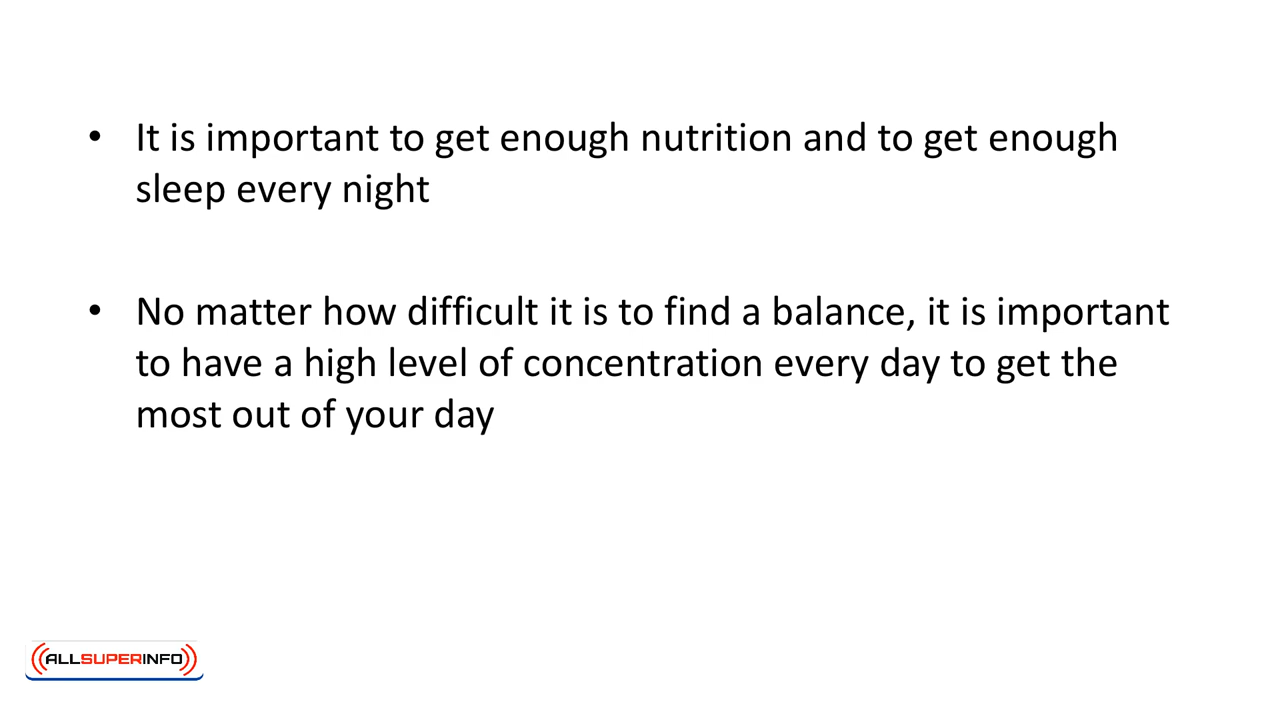 • It is important to get enough nutrition and to get enough
sleep every night
• No matter how difficult it is to find a balance, it is important
to have a high level of concentration every day to get the
most out of your day
ALLSUPERINFO